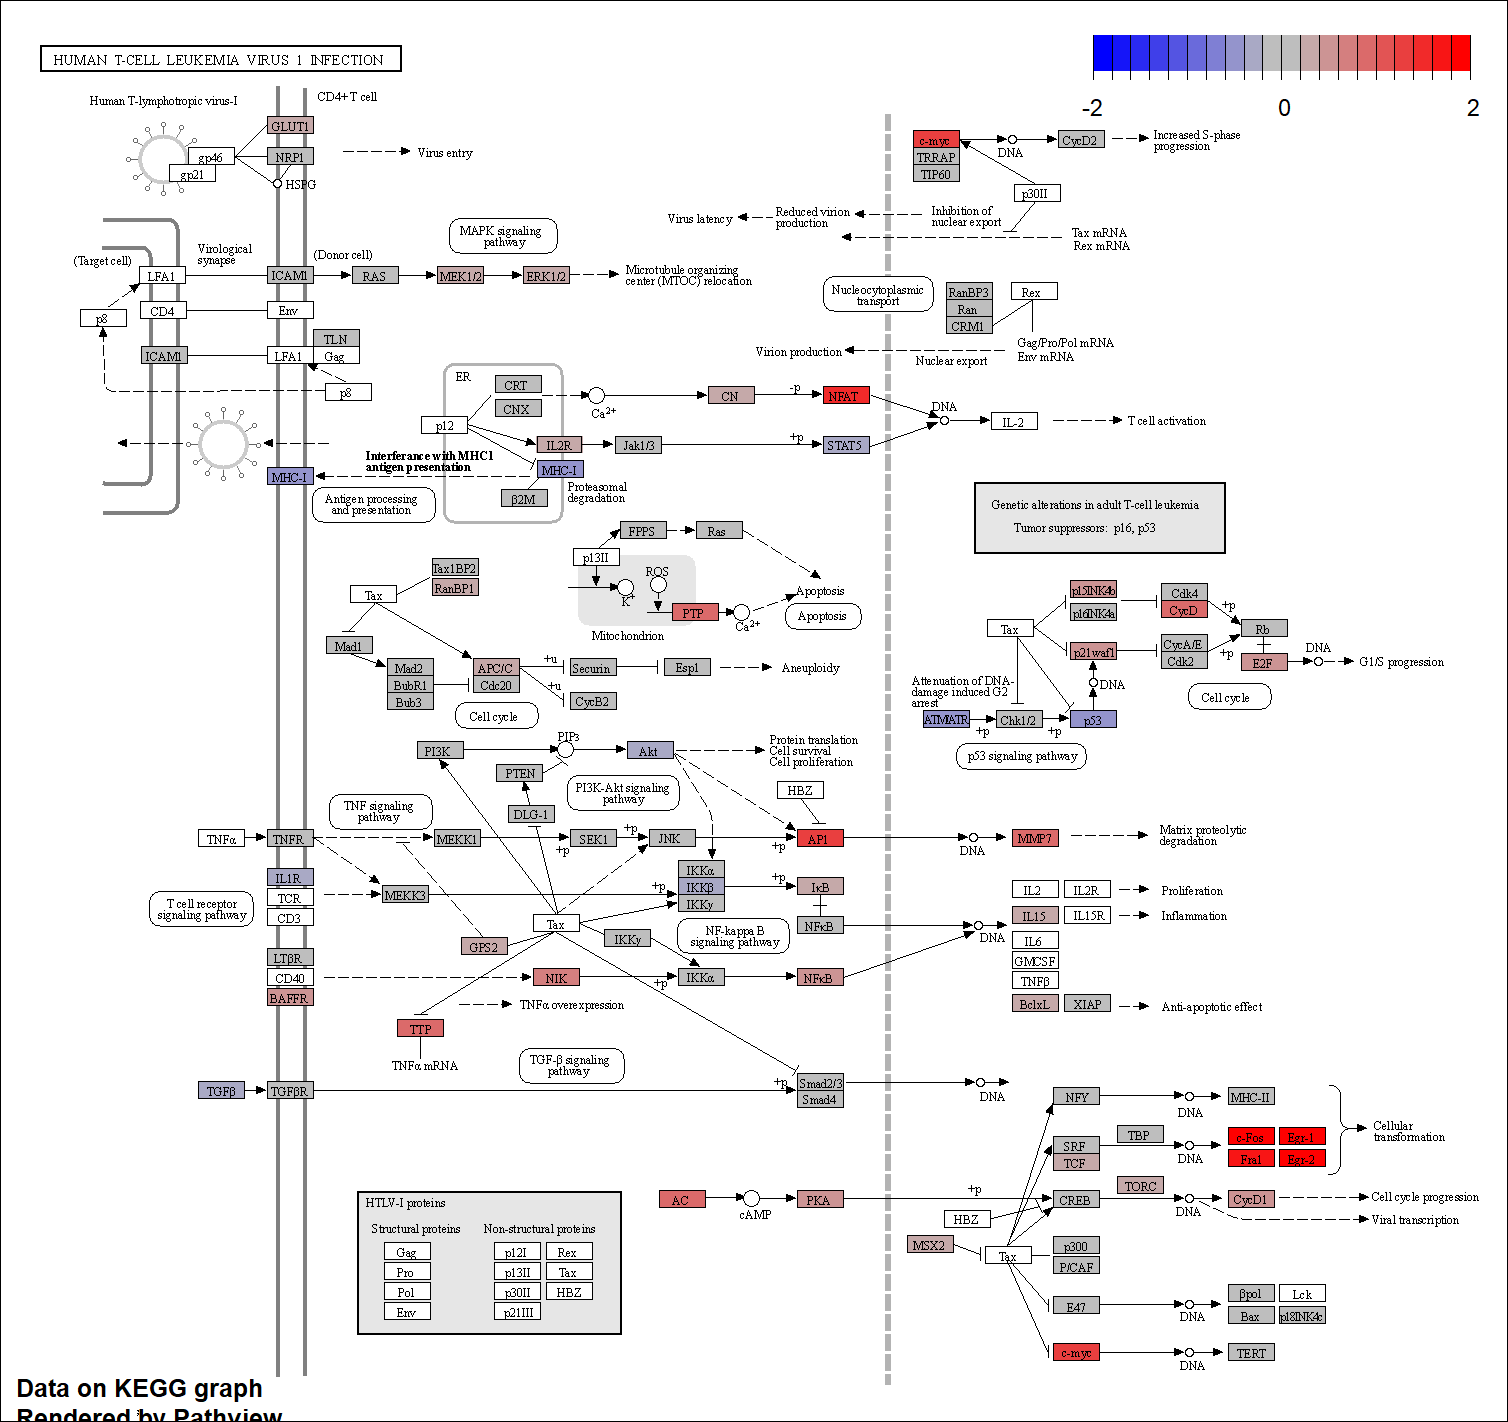 HUMAN T-CELL LEUKEMIA VIRUS 1 INFECTION
-2 0 2
Human T-lymphotropic virus-I
CD4+ T cell
GLUT1
gp46
gp21
NRP1
HSPG
Virus entry
c-myc
TRRAP
TIP60
DNA
CycD2
Increased S-phase
progression
p30II
Virus latency
Reduced virion
production
Inhibition of
nuclear export
Tax mRNA
Rex mRNA
MAPK signaling
pathway
(Target cell)
Virological
synapse
(Donor cell)
LFA1
ICAM1
RAS
MEK1/2
ERK1/2
Microtubule organizing
center (MTOC) relocation
p8
CD4
Env
Nucleocytoplasmic
transport
RanBP3
Ran
CRM1
Rex
TLN
ICAM1
LFA1
Gag
p8
Virion production
Nuclear export
Gag/Pro/Pol mRNA
Env mRNA
ER
CRT
CNX
p12
Ca2+
CN
-p
NFAT
DNA
IL-2
T cell activation
IL2R
Jak1/3
+p
STAT5
Interferance with MHC1
antigen presentation
MHC-I
MHC-I
β2M
Proteasomal
degradation
Antigen processing
and presentation
Genetic alterations in adult T-cell leukemia
Tumor suppressors: p16, p53
FPPS
Ras
p13II
ROS
K+
PTP
Ca2+
Mitochondrion
Apoptosis
Apoptosis
Tax1BP2
RanBP1
Tax
Mad1
Mad2
BubR1
Bub3
APC/C
Cdc20
+u
+u
Securin
Esp1
CycB2
Aneuploidy
Cell cycle
p15INK4b
p16INK4a
Cdk4
CycD
+p
Tax
p21waf1
CycA/E
Cdk2
+p
Rb
E2F
DNA
G1/S progression
DNA
Attenuation of DNA-
damage induced G2
arrest
ATM/ATR
+p
Chk1/2
+p
p53
Cell cycle
p53 signaling pathway
PI3K
PIP3
Akt
Protein translation
Cell survival
Cell proliferation
PTEN
DLG-1
PI3K-Akt signaling
pathway
HBZ
TNF signaling
pathway
TNFα
TNFR
MEKK1
+p
SEK1
+p
JNK
+p
AP1
DNA
MMP7
Matrix proteolytic
degradation
IL1R
TCR
CD3
MEKK3
+p
IKKα
IKKβ
IKKγ
+p
IκB
NFκB
T cell receptor
signaling pathway
Tax
IKKγ
NF-kappa B
signaling pathway
GPS2
DNA
IL2
IL2R
Proliferation
IL15
IL15R
Inflammation
IL6
GMCSF
TNFβ
BclxL
XIAP
Anti-apoptotic effect
LTβR
CD40
BAFFR
NIK
+p
IKKα
NFκB
TNFα overexpression
TTP
TNFα mRNA
TGF-β signaling
pathway
TGFβ
TGFβR
+p
Smad2/3
Smad4
DNA
NFY
DNA
MHC-II
Cellular
transformation
SRF
TCF
TBP
DNA
c-Fos
Egr-1
Fra1
Egr-2
AC
cAMP
PKA
+p
CREB
TORC
DNA
CycD1
Cell cycle progression
Viral transcription
HBZ
MSX2
Tax
p300
P/CAF
E47
DNA
βpol
Lck
Bax
p18INK4c
c-myc
DNA
TERT
HTLV-I proteins
Structural proteins
Non-structural proteins
Gag
p12I
Rex
Pro
p13II
Tax
Pol
p30II
HBZ
Env
p21III
Data on KEGG graph
Rendered by Pathview